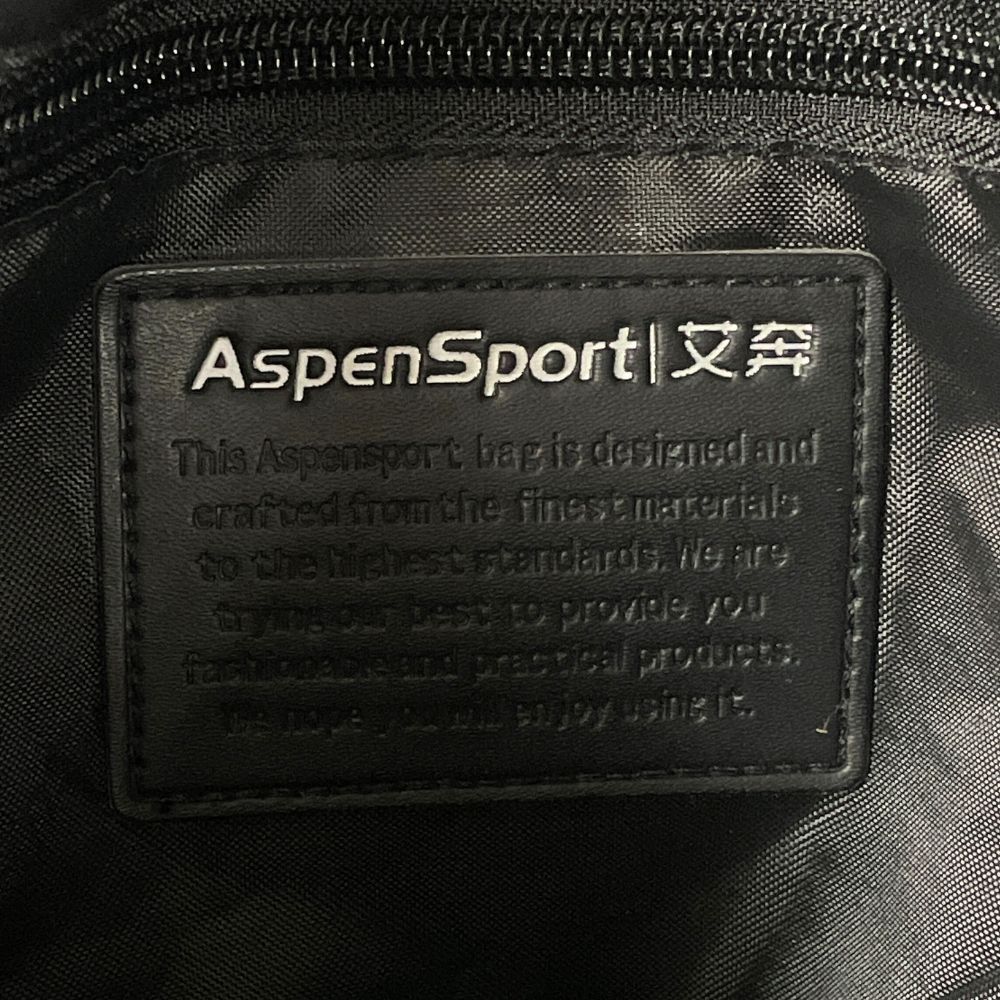 AspenSport|艾奔
This Aspensport bag is designed and
crafted from the finest materials
to the highest standards. We are
trying our best to provide you
fashionable and practical products.
We hope you will enjoy using it.